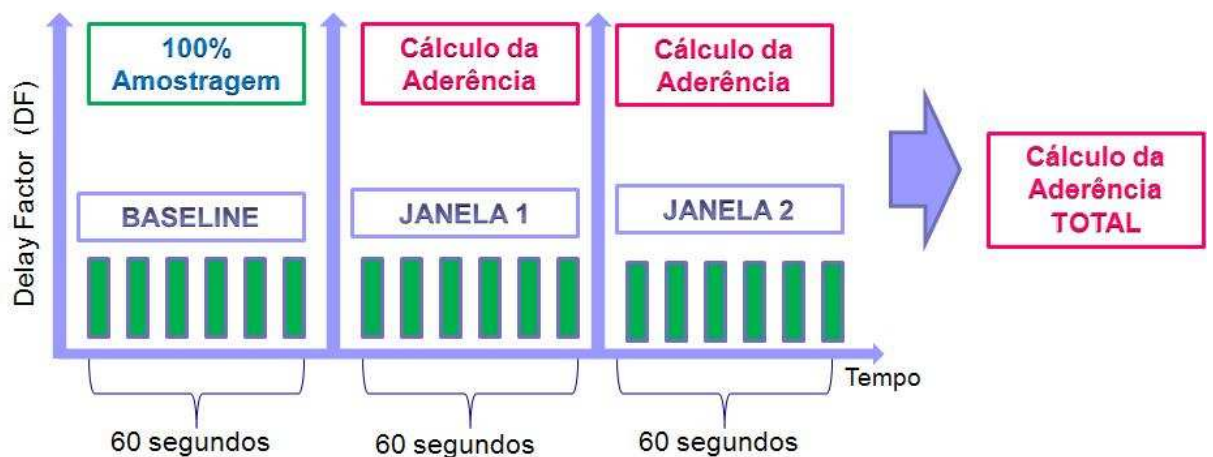 100%
Amostragem
Cálculo da
Aderência
Cálculo da
Aderência
Delay Factor (DF)
BASELINE
JANELA 1
JANELA 2
Cálculo da
Aderência
TOTAL
Tempo
60 segundos
60 segundos
60 segundos